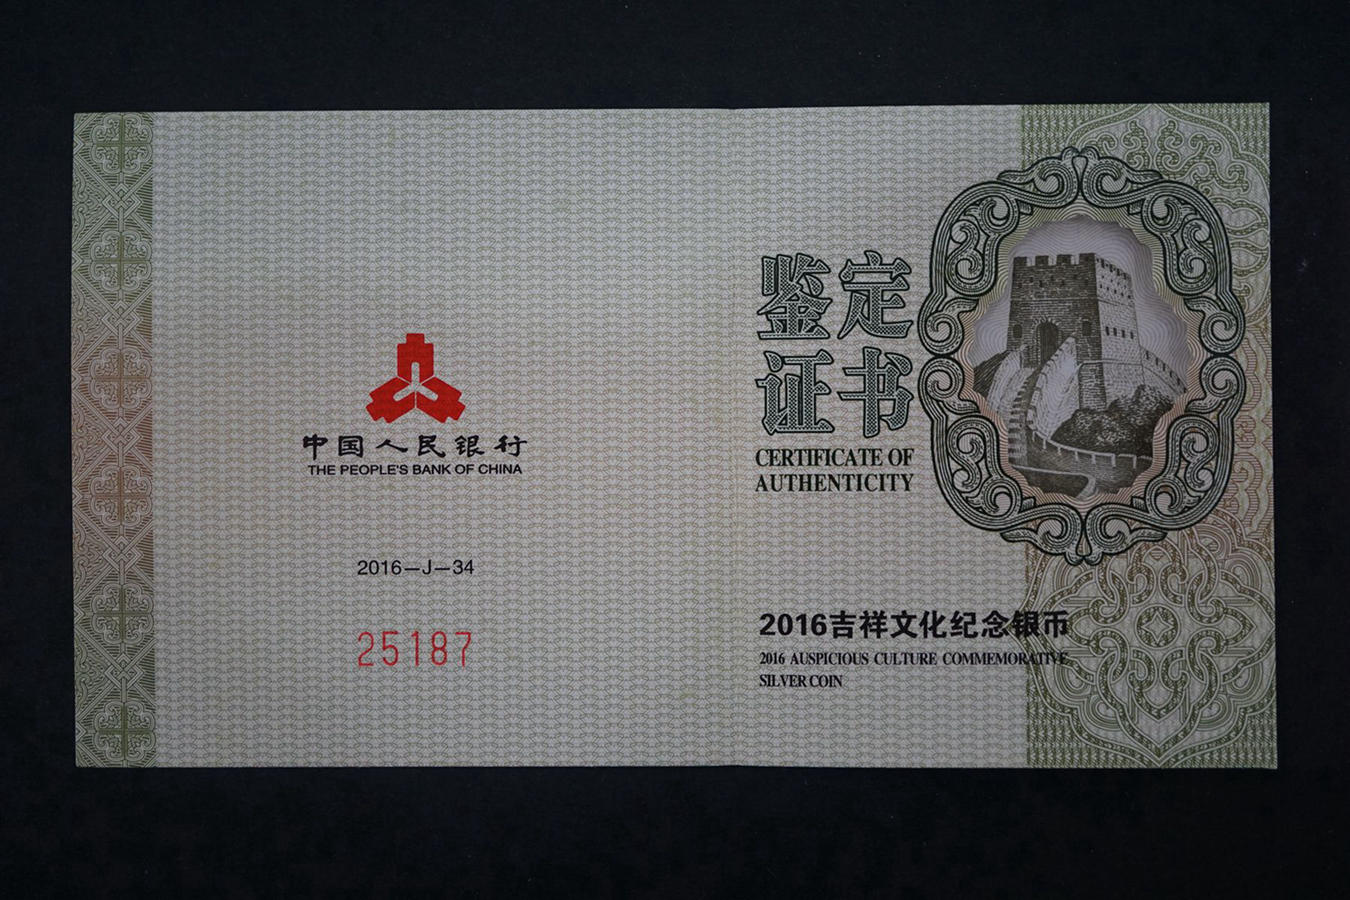 中国人民银行
THE PEOPLE'S BANK OF CHINA
2016—J—34
25187
鉴定
证书
CERTIFICATE OF
AUTHENTICITY
2016吉祥文化纪念银币
2016 AUSPICIOUS CULTURE COMMEMORATIVE
SILVER COIN